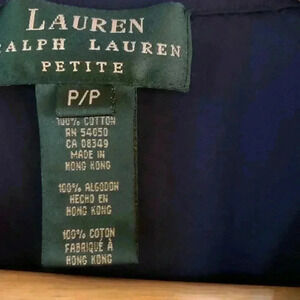 LAUREN
RALPH LAUREN
PETITE
P/P
100% COTTON
RN 54050
CA 08349
MADE IN
HONG KONG
100% ALGODON
HECHO EN
HONG KONG
100% COTON
FABRIQUÉ À
HONG KONG